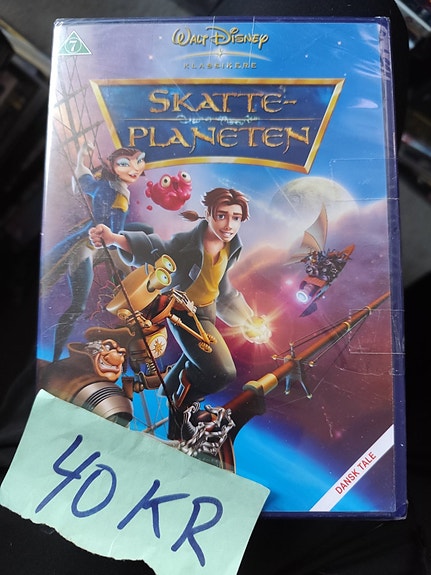 7
WALT DISNEY
KLASSIKERE
SKATTE-
PLANETEN
DANSK TALE
40 KR